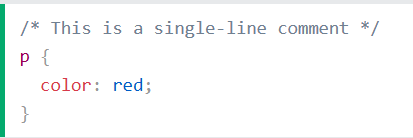 /* This is a single-line comment */
p {
  color: red;
}